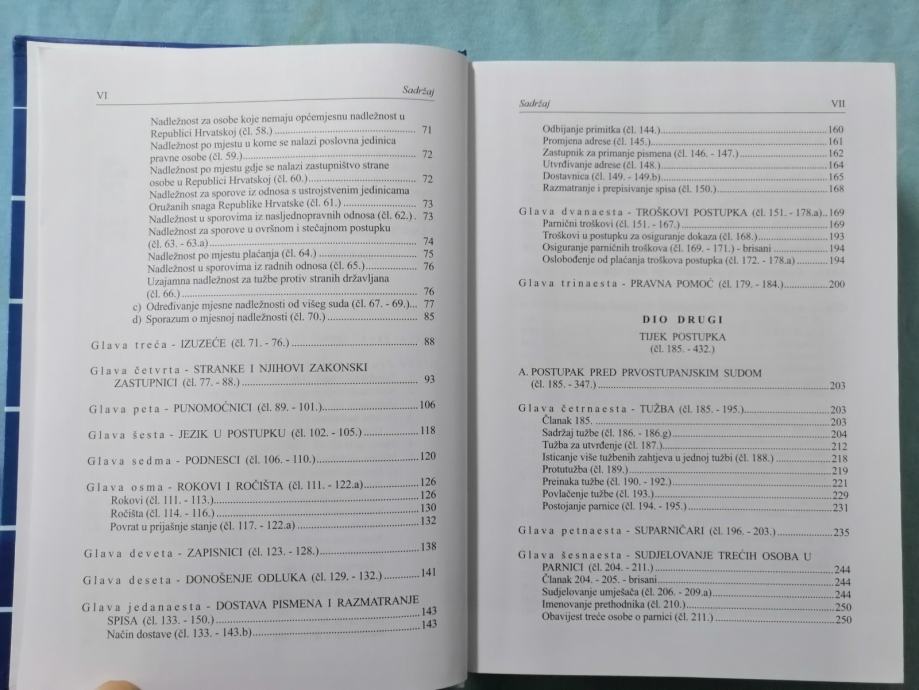 VI Sadržaj
Nadležnost za osobe koje nemaju općemjesnu nadležnost u
Republici Hrvatskoj (čl. 58.) ........ 71
Nadležnost po mjestu u kome se nalazi poslovna jedinica
pravne osobe (čl. 59.) ........ 72
Nadležnost po mjestu gdje se nalazi zastupništvo strane
osobe u Republici Hrvatskoj (čl. 60.) ........ 72
Nadležnost za sporove iz odnosa s ustrojstvenim jedinicama
Oružanih snaga Republike Hrvatske (čl. 61.) ........ 73
Nadležnost u sporovima iz nasljednopravnih odnosa (čl. 62.) . 73
Nadležnost za sporove u ovršnom i stečajnom postupku
(čl. 63. - 63.a) ........ 74
Nadležnost po mjestu plaćanja (čl. 64.) ........ 75
Nadležnost u sporovima iz radnih odnosa (čl. 65.) ........ 76
Uzajamna nadležnost za tužbe protiv stranih državljana
(čl. 66.) ........ 76
c) Određivanje mjesne nadležnosti od višeg suda (čl. 67. - 69.) ... 77
d) Sporazum o mjesnoj nadležnosti (čl. 70.) ........ 85
Glava treća - IZUZEĆE (čl. 71. - 76.) ........ 88
Glava četvrta - STRANKE I NJIHOVI ZAKONSKI
ZASTUPNICI (čl. 77. - 88.) ........ 93
Glava peta - PUNOMOĆNICI (čl. 89. - 101.) ........ 106
Glava šesta - JEZIK U POSTUPKU (čl. 102. - 105.) ........ 118
Glava sedma - PODNESCI (čl. 106. - 110.) ........ 120
Glava osma - ROKOVI I ROČIŠTA (čl. 111. - 122.a) ........ 126
Rokovi (čl. 111. - 113.) ........ 126
Ročišta (čl. 114. - 116.) ........ 130
Povrat u prijašnje stanje (čl. 117. - 122.a) ........ 132
Glava deveta - ZAPISNICI (čl. 123. - 128.) ........ 138
Glava deseta - DONOŠENJE ODLUKA (čl. 129. - 132.) ........ 141
Glava jedanaesta - DOSTAVA PISMENA I RAZMATRANJE
SPISA (čl. 133. - 150.) ........ 143
Način dostave (čl. 133. - 143.b) ........ 143
Sadržaj VII
Odbijanje primitka (čl. 144.) ........ 160
Promjena adrese (čl. 145.) ........ 161
Zastupnik za primanje pismena (čl. 146. - 147.) ........ 162
Utvrđivanje adrese (čl. 148.) ........ 164
Dostavnica (čl. 149. - 149.b) ........ 165
Razmatranje i prepisivanje spisa (čl. 150.) ........ 168
Glava dvanaesta - TROŠKOVI POSTUPKA (čl. 151. - 178.a) .. 169
Parnični troškovi (čl. 151. - 167.) ........ 169
Troškovi u postupku za osiguranje dokaza (čl. 168.) ........ 193
Osiguranje parničnih troškova (čl. 169. - 171.) - brisani ........ 194
Oslobođenje od plaćanja troškova postupka (čl. 172. - 178.a) ........ 194
Glava trinaesta - PRAVNA POMOĆ (čl. 179. - 184.) ........ 200
DIO DRUGI
TIJEK POSTUPKA
(čl. 185. - 432.)
A. POSTUPAK PRED PRVOSTUPANJSKIM SUDOM
(čl. 185. - 347.) ........ 203
Glava četrnaesta - TUŽBA (čl. 185. - 195.) ........ 203
Članak 185. ........ 203
Sadržaj tužbe (čl. 186. - 186.g) ........ 204
Tužba za utvrđenje (čl. 187.) ........ 212
Isticanje više tužbenih zahtjeva u jednoj tužbi (čl. 188.) ........ 218
Protutužba (čl. 189.) ........ 219
Preinaka tužbe (čl. 190. - 192.) ........ 221
Povlačenje tužbe (čl. 193.) ........ 229
Postojanje parnice (čl. 194. - 195.) ........ 231
Glava petnaesta - SUPARNIČARI (čl. 196. - 203.) ........ 235
Glava šesnaesta - SUDJELOVANJE TREĆIH OSOBA U
PARNICI (čl. 204. - 211.) ........ 244
Članak 204. - 205. - brisani ........ 244
Sudjelovanje umješača (čl. 206. - 209.a) ........ 244
Imenovanje prethodnika (čl. 210.) ........ 250
Obavijest treće osobe o parnici (čl. 211.) ........ 250